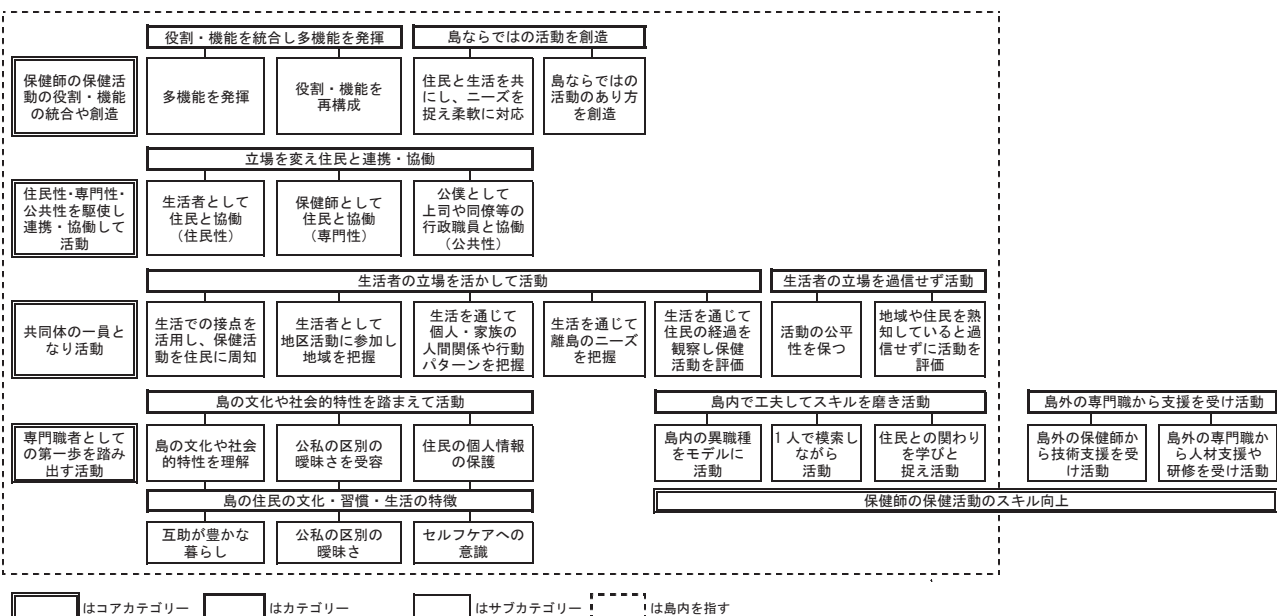 役割・機能を統合し多機能を発揮
島ならではの活動を創造
保健師の保健活
動の役割・機能
の統合や創造
多機能を発揮
役割・機能を
再構成
住民と生活を共
にし、ニーズを
捉え柔軟に対応
島ならではの
活動のあり方
を創造
立場を変え住民と連携・協働
住民性・専門性・
公共性を駆使し
連携・協働して
活動
生活者として
住民と協働
（住民性）
保健師として
住民と協働
（専門性）
公僕として
上司や同僚等の
行政職員と協働
（公共性）
生活者の立場を活かして活動
生活者の立場を過信せず活動
共同体の一員と
なり活動
生活での接点を
活用し、保健活
動を住民に周知
生活者として
地区活動に参加し
地域を把握
生活を通じて
個人・家族の
人間関係や行動
パターンを把握
生活を通じて
離島のニーズ
を把握
生活を通じて
住民の経過を
観察し保健
活動を評価
活動の公平
性を保つ
地域や住民を熟
知していると過
信せずに活動を
評価
島の文化や社会的特性を踏まえて活動
島内で工夫してスキルを磨き活動
島外の専門職から支援を受け活動
専門職者として
の第一歩を踏み
出す活動
島の文化や社会
的特性を理解
公私の区別の
曖昧さを受容
住民の個人情報
の保護
島内の異職種
をモデルに
活動
1人で模索し
ながら
活動
住民との関わり
を学びと
捉え活動
島外の保健師か
ら技術支援を受
け活動
島外の専門職か
ら人材支援や
研修を受け活動
島の住民の文化・習慣・生活の特徴
保健師の保健活動のスキル向上
互助が豊かな
暮らし
公私の区別の
曖昧さ
セルフケアへの
意識
はコアカテゴリー
はカテゴリー
はサブカテゴリー
は島内を指す